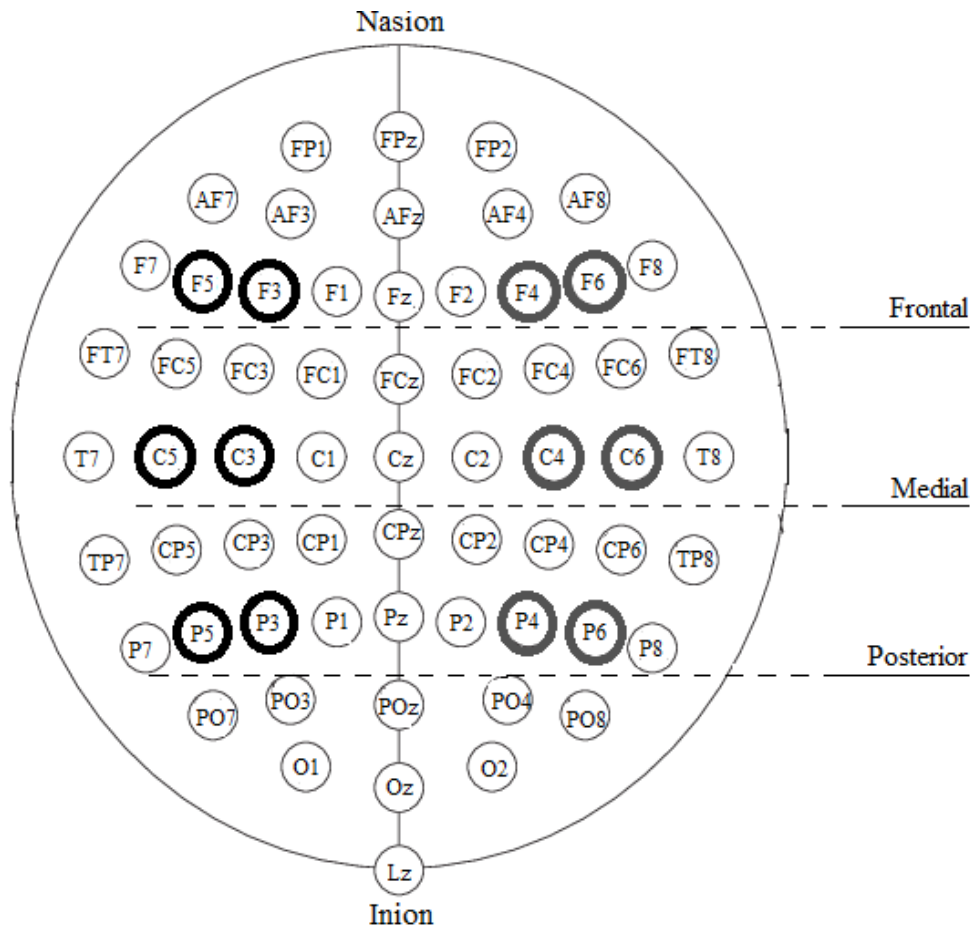 Nasion
FPz
FP1 FP2
AF7 AF3 AFz AF4 AF8
F7 F5 F3 F1 Fz F2 F4 F6 F8
Frontal
FT7 FC5 FC3 FC1 FCz FC2 FC4 FC6 FT8
T7 C5 C3 C1 Cz C2 C4 C6 T8
Medial
TP7 CP5 CP3 CP1 CPz CP2 CP4 CP6 TP8
P7 P5 P3 P1 Pz P2 P4 P6 P8
Posterior
PO7 PO3 POz PO4 PO8
O1 Oz O2
Lz
Inion